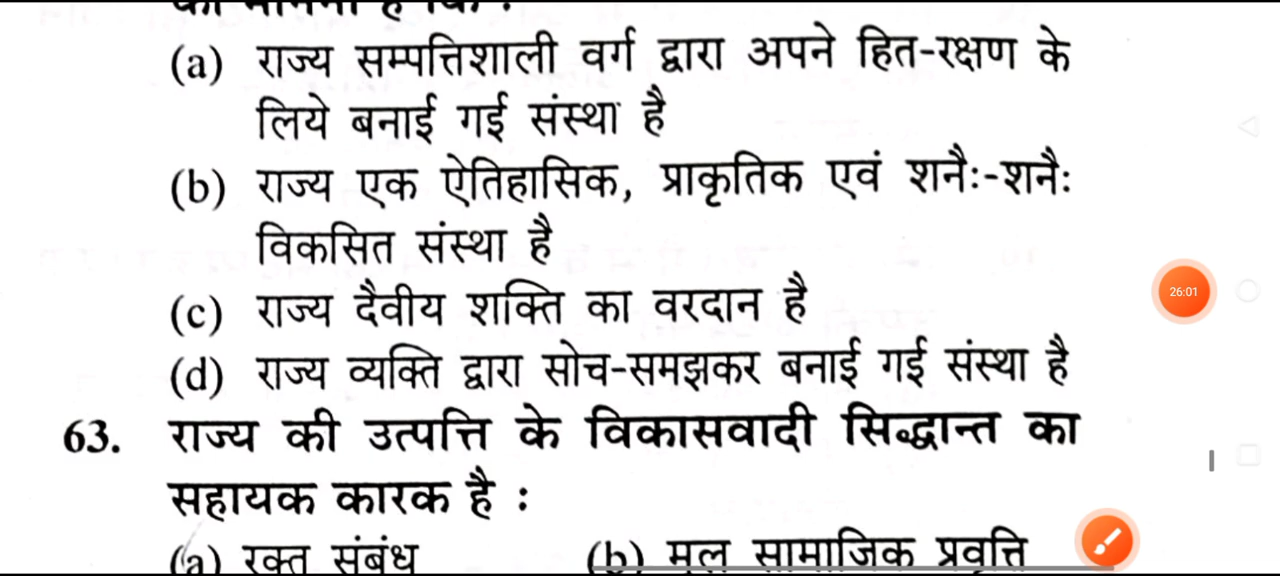 (a) राज्य सम्पत्तिशाली वर्ग द्वारा अपने हित-रक्षण के
लिये बनाई गई संस्था है
(b) राज्य एक ऐतिहासिक, प्राकृतिक एवं शनैः-शनैः
विकसित संस्था है
(c) राज्य दैवीय शक्ति का वरदान है
26:01
(d) राज्य व्यक्ति द्वारा सोच-समझकर बनाई गई संस्था है
63. राज्य की उत्पत्ति के विकासवादी सिद्धान्त का
सहायक कारक है :
(a) रक्त संबंध (b) मूल सामाजिक प्रवृत्ति